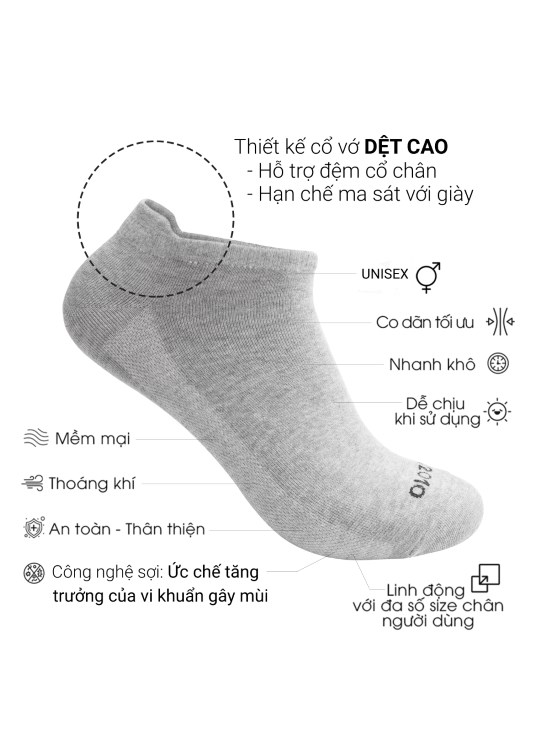 Thiết kế cổ vớ DỆT CAO
- Hỗ trợ đệm cổ chân
- Hạn chế ma sát với giày
UNISEX
Co dãn tối ưu
Nhanh khô
Dễ chịu
khi sử dụng
Mềm mại
Thoáng khí
An toàn - Thân thiện
Công nghệ sợi: Ức chế tăng
trưởng của vi khuẩn gây mùi
2010
Linh động
với đa số size chân
người dùng